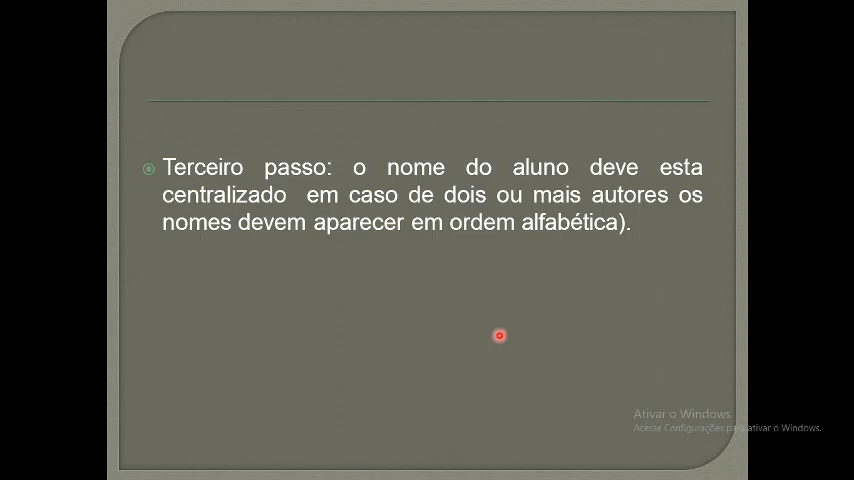 Terceiro passo: o nome do aluno deve esta
centralizado em caso de dois ou mais autores os
nomes devem aparecer em ordem alfabética).
Ativar o Windows
Acesse Configurações para ativar o Windows.